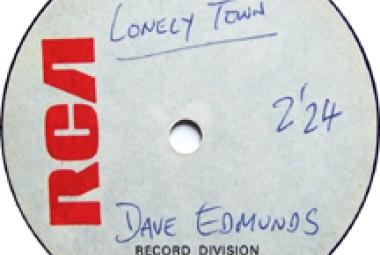 LONELY TOWN
RCA
2'24
DAVE EDMUNDS
RECORD DIVISION